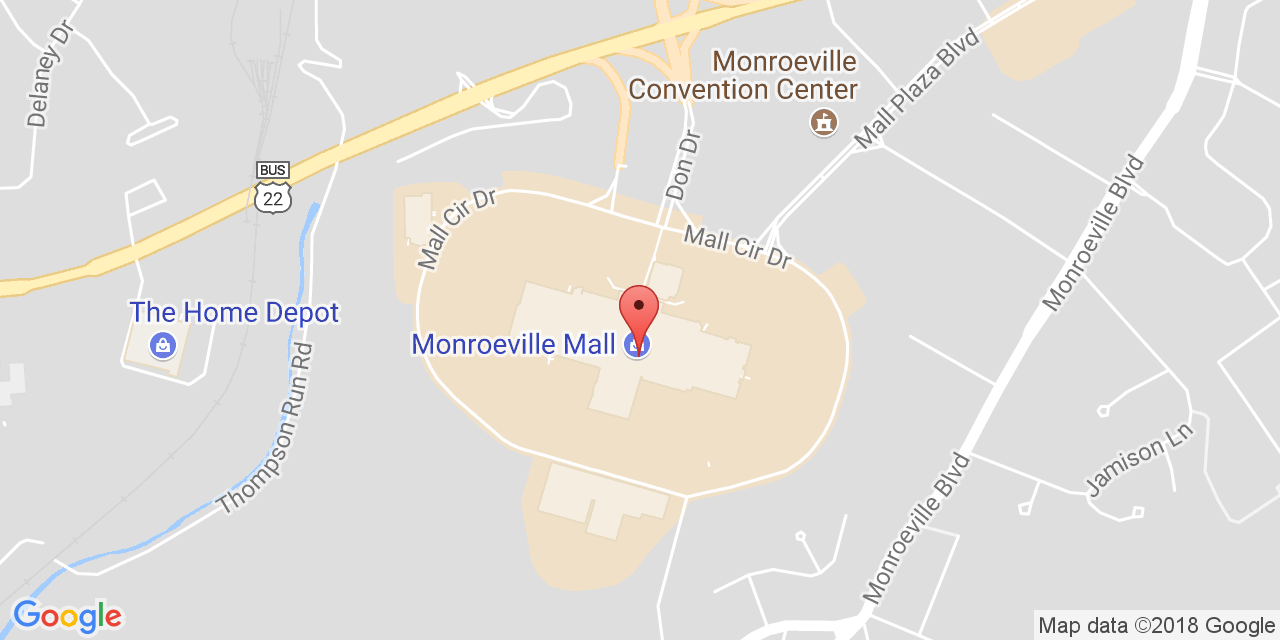 Delaney Dr
Monroeville
Convention Center
Mall Plaza Blvd
BUS
22
Don Dr
Mall Cir Dr
Mall Cir Dr
Monroeville Blvd
The Home Depot
Monroeville Mall
Thompson Run Rd
Jamison Ln
Monroeville Blvd
Google
Map data ©2018 Google